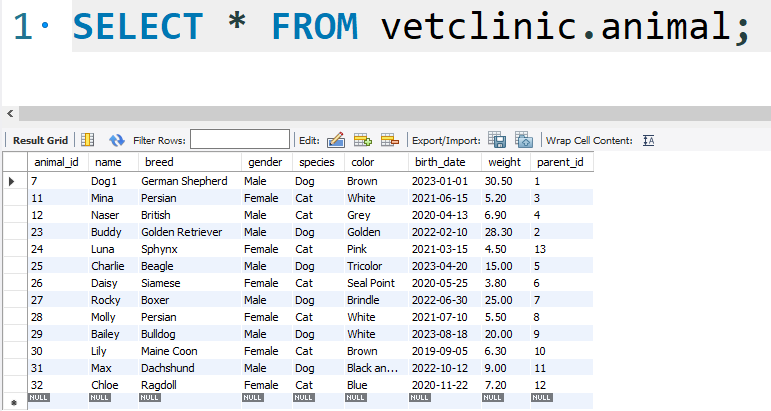 1 SELECT * FROM vetclinic.animal;
Result Grid Filter Rows: Edit: Export/Import: Wrap Cell Content:
animal_id name breed gender species color birth_date weight parent_id
7 Dog1 German Shepherd Male Dog Brown 2023-01-01 30.50 1
11 Mina Persian Female Cat White 2021-06-15 5.20 3
12 Naser British Male Cat Grey 2020-04-13 6.90 4
23 Buddy Golden Retriever Male Dog Golden 2022-02-10 28.30 2
24 Luna Sphynx Female Cat Pink 2021-03-15 4.50 13
25 Charlie Beagle Male Dog Tricolor 2023-04-20 15.00 5
26 Daisy Siamese Female Cat Seal Point 2020-05-25 3.80 6
27 Rocky Boxer Male Dog Brindle 2022-06-30 25.00 7
28 Molly Persian Female Cat White 2021-07-10 5.50 8
29 Bailey Bulldog Male Dog White 2023-08-18 20.00 9
30 Lily Maine Coon Female Cat Brown 2019-09-05 6.30 10
31 Max Dachshund Male Dog Black an... 2022-10-12 9.00 11
32 Chloe Ragdoll Female Cat Blue 2020-11-22 7.20 12
NULL NULL NULL NULL NULL NULL NULL NULL NULL